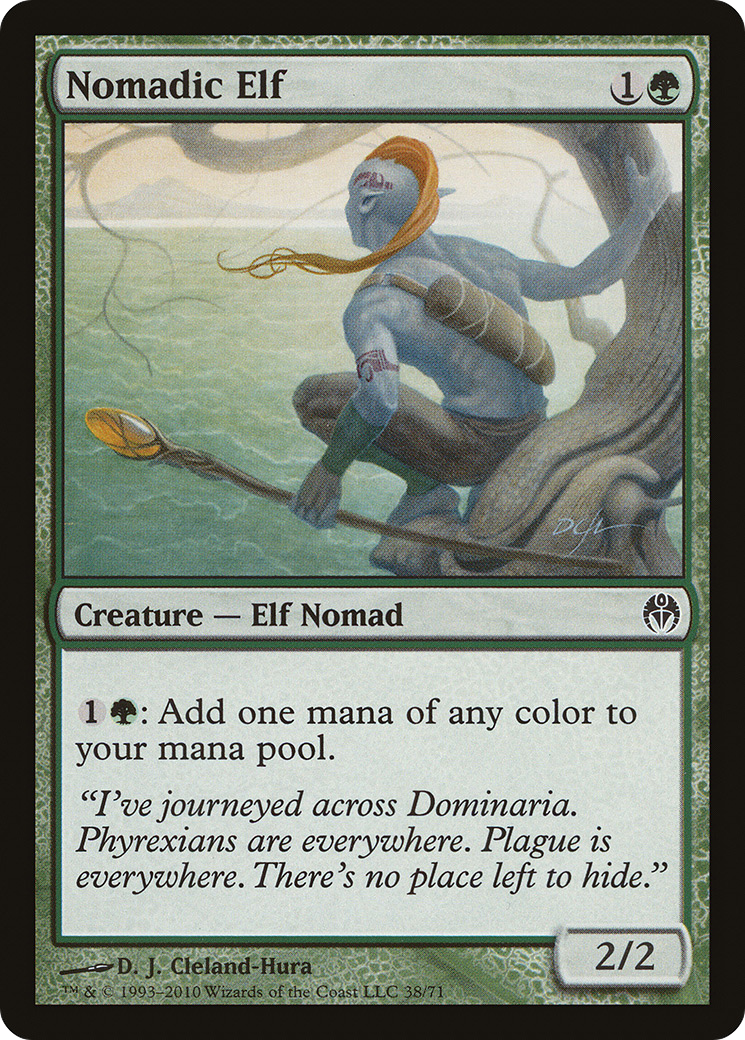 Nomadic Elf 1
DCJH
Creature — Elf Nomad
1: Add one mana of any color to
your mana pool.
“I’ve journeyed across Dominaria.
Phyrexians are everywhere. Plague is
everywhere. There’s no place left to hide.”
2/2
D. J. Cleland-Hura
™ & © 1993–2010 Wizards of the Coast LLC 38/71